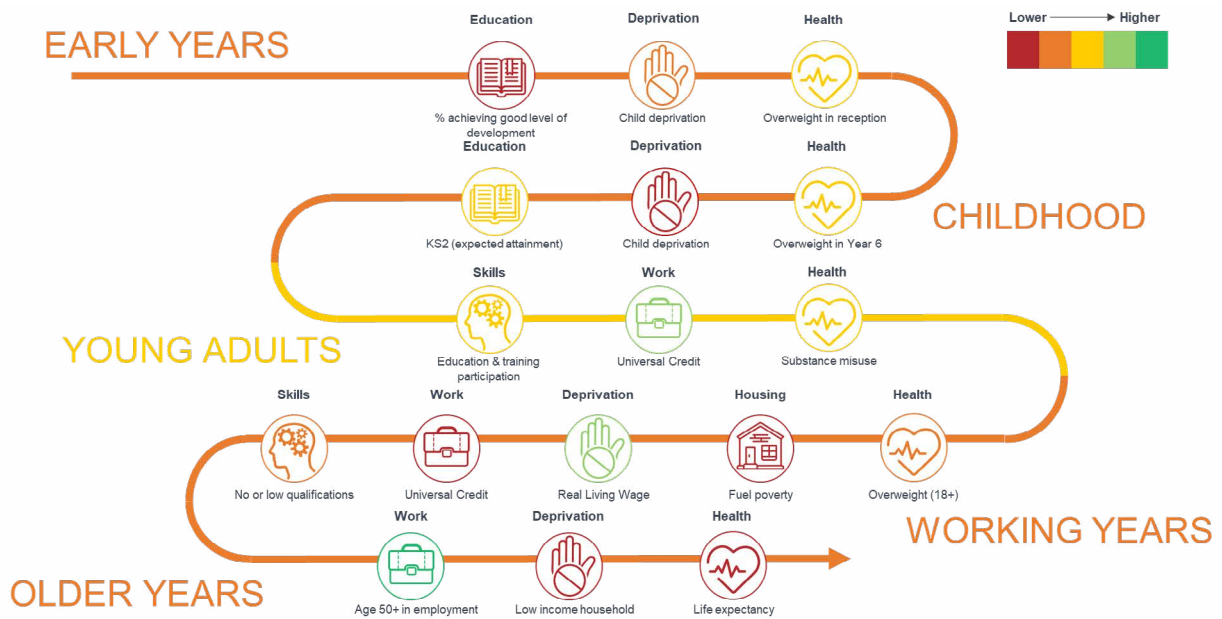 Lower Higher
EARLY YEARS
Education Deprivation Health
% achieving good level of
development
Child deprivation
Overweight in reception
Education Deprivation Health
CHILDHOOD
KS2 (expected attainment) Child deprivation Overweight in Year 6
Skills Work Health
YOUNG ADULTS
Education & training
participation
Universal Credit
Substance misuse
Skills Work Deprivation Housing Health
No or low qualifications Universal Credit Real Living Wage Fuel poverty Overweight (18+)
WORKING YEARS
Work Deprivation Health
OLDER YEARS
Age 50+ in employment Low income household Life expectancy